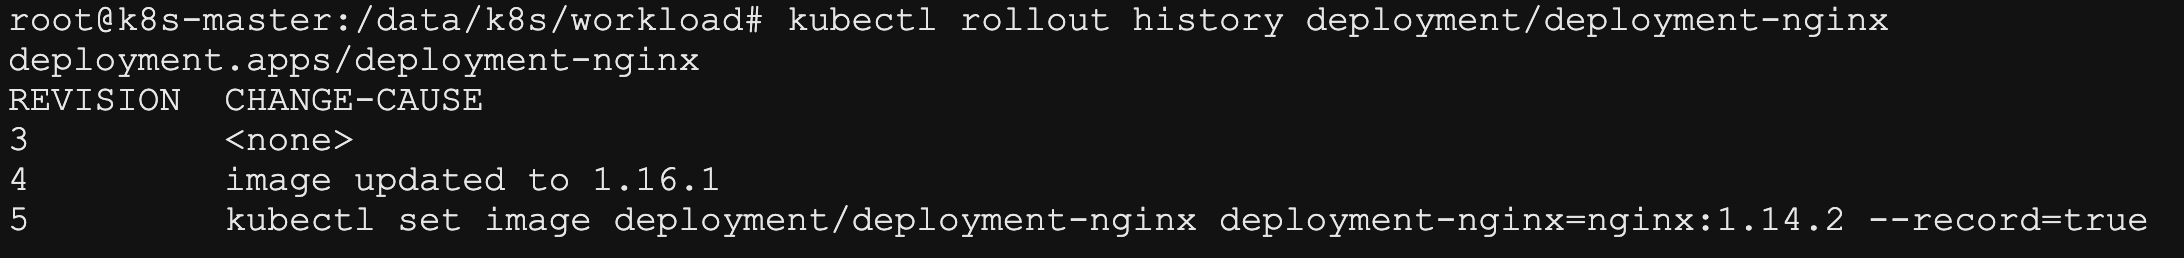 root@k8s-master:/data/k8s/workload# kubectl rollout history deployment/deployment-nginx
deployment.apps/deployment-nginx
REVISION  CHANGE-CAUSE
3         <none>
4         image updated to 1.16.1
5         kubectl set image deployment/deployment-nginx deployment-nginx=nginx:1.14.2 --record=true